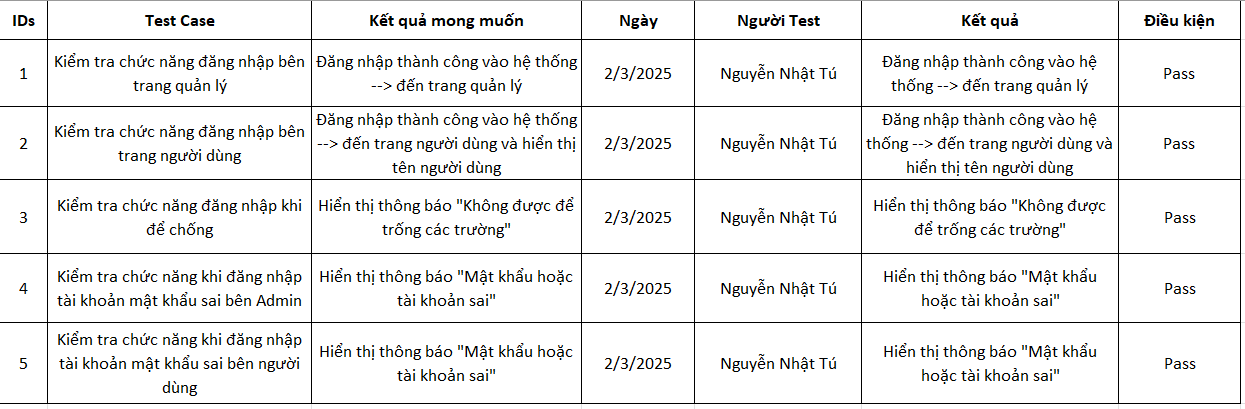 IDs Test Case Kết quả mong muốn Ngày Người Test Kết quả Điều kiện
1
Kiểm tra chức năng đăng nhập bên
trang quản lý
Đăng nhập thành công vào hệ thống
--> đến trang quản lý
2/3/2025
Nguyễn Nhật Tú
Đăng nhập thành công vào hệ
thống --> đến trang quản lý
Pass
2
Kiểm tra chức năng đăng nhập bên
trang người dùng
Đăng nhập thành công vào hệ thống
--> đến trang người dùng và hiển thị
tên người dùng
2/3/2025
Nguyễn Nhật Tú
Đăng nhập thành công vào hệ
thống --> đến trang người dùng và
hiển thị tên người dùng
Pass
3
Kiểm tra chức năng đăng nhập khi
để chống
Hiển thị thông báo "Không được để
trống các trường"
2/3/2025
Nguyễn Nhật Tú
Hiển thị thông báo "Không được
để trống các trường"
Pass
4
Kiểm tra chức năng khi đăng nhập
tài khoản mật khẩu sai bên Admin
Hiển thị thông báo "Mật khẩu hoặc
tài khoản sai"
2/3/2025
Nguyễn Nhật Tú
Hiển thị thông báo "Mật khẩu
hoặc tài khoản sai"
Pass
5
Kiểm tra chức năng khi đăng nhập
tài khoản mật khẩu sai bên người
dùng
Hiển thị thông báo "Mật khẩu hoặc
tài khoản sai"
2/3/2025
Nguyễn Nhật Tú
Hiển thị thông báo "Mật khẩu
hoặc tài khoản sai"
Pass